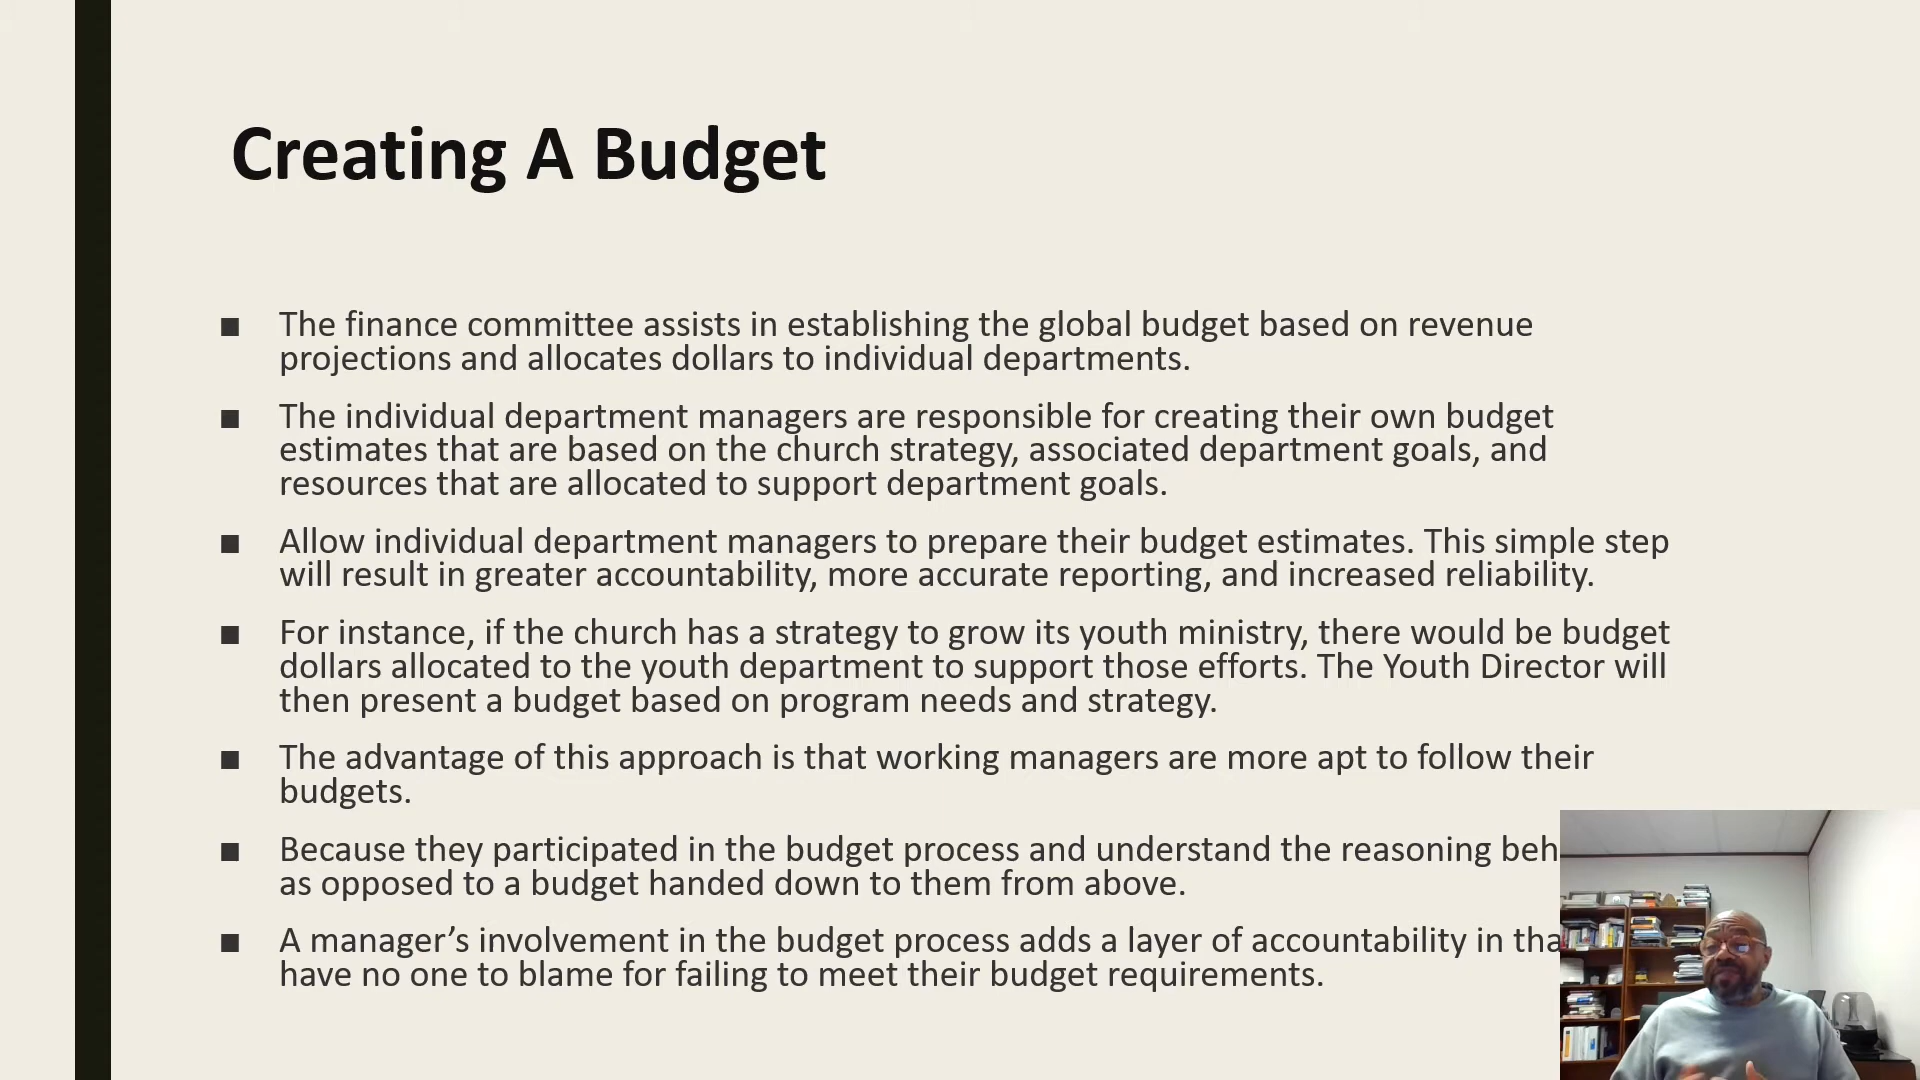 Creating A Budget
■ The finance committee assists in establishing the global budget based on revenue
projections and allocates dollars to individual departments.
■ The individual department managers are responsible for creating their own budget
estimates that are based on the church strategy, associated department goals, and
resources that are allocated to support department goals.
■ Allow individual department managers to prepare their budget estimates. This simple step
will result in greater accountability, more accurate reporting, and increased reliability.
■ For instance, if the church has a strategy to grow its youth ministry, there would be budget
dollars allocated to the youth department to support those efforts. The Youth Director will
then present a budget based on program needs and strategy.
■ The advantage of this approach is that working managers are more apt to follow their
budgets.
■ Because they participated in the budget process and understand the reasoning beh
as opposed to a budget handed down to them from above.
■ A manager’s involvement in the budget process adds a layer of accountability in tha
have no one to blame for failing to meet their budget requirements.